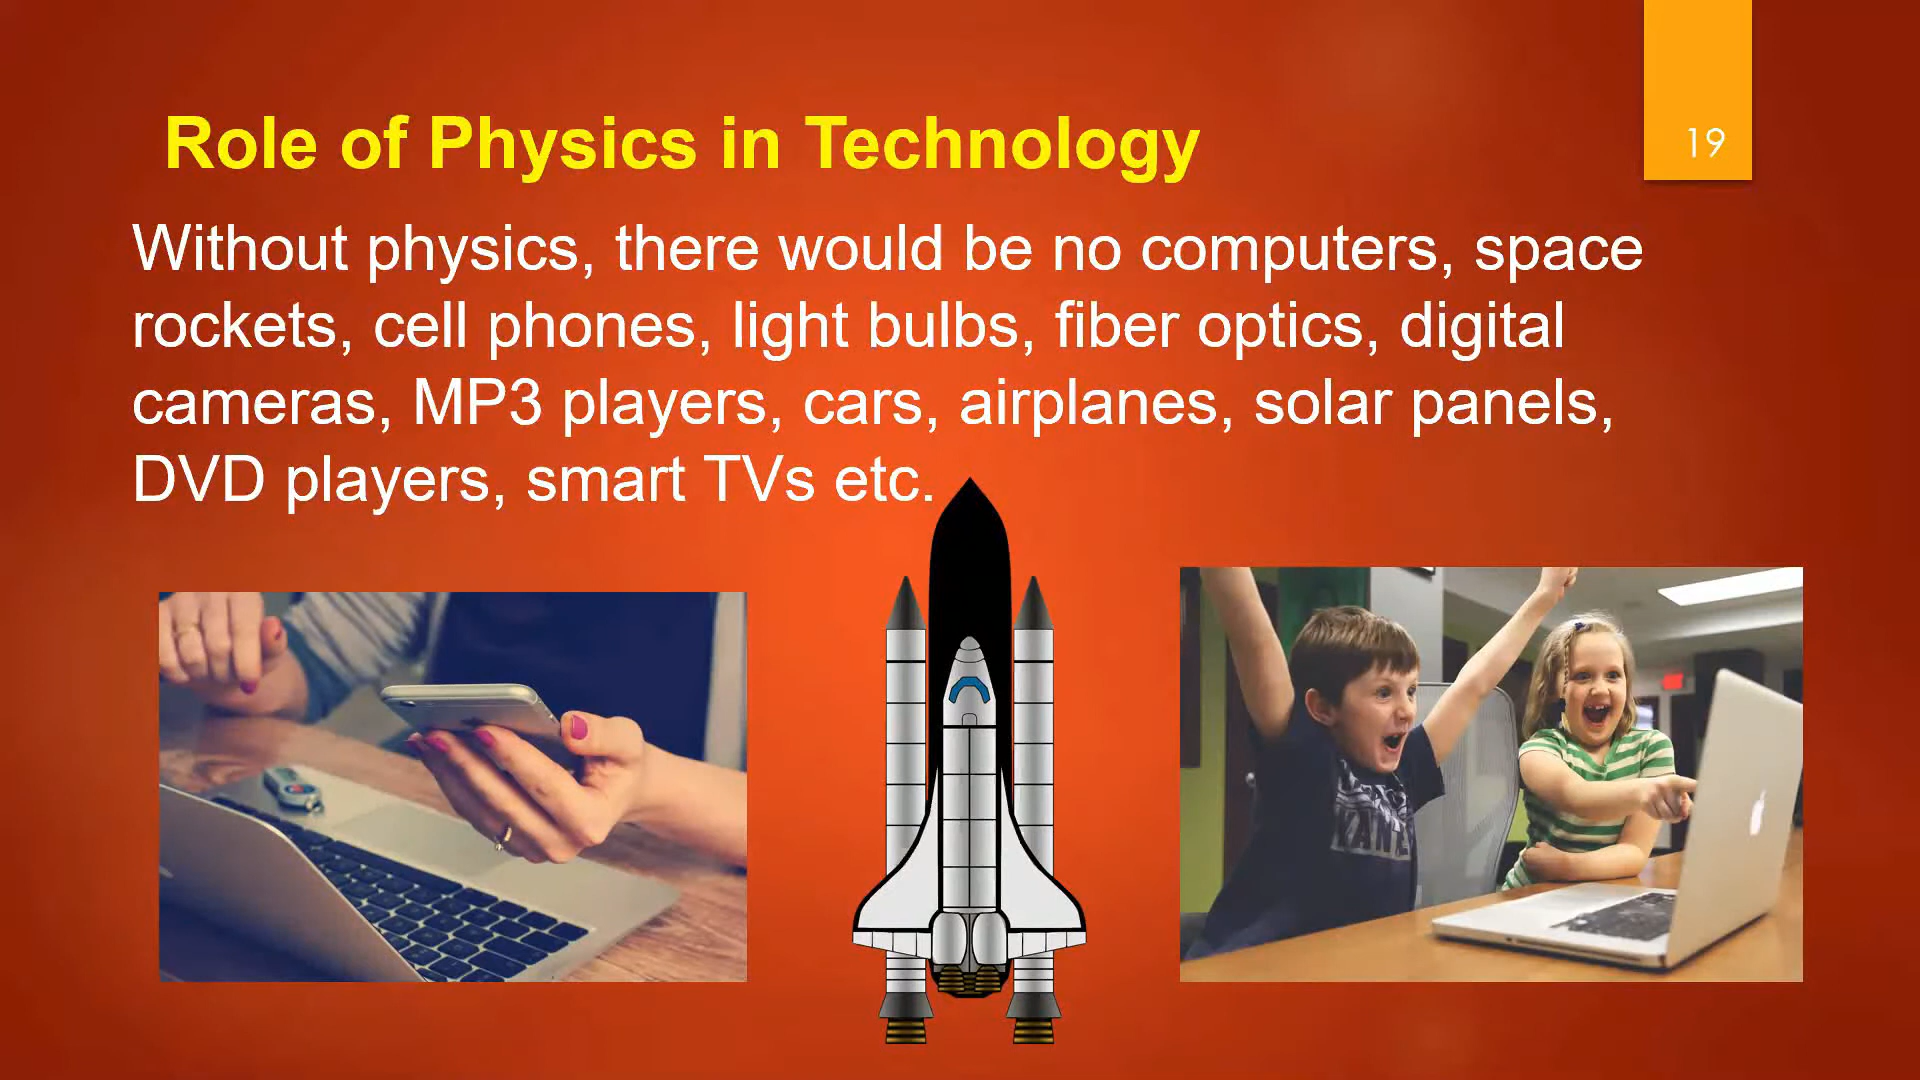 19
Role of Physics in Technology
Without physics, there would be no computers, space
rockets, cell phones, light bulbs, fiber optics, digital
cameras, MP3 players, cars, airplanes, solar panels,
DVD players, smart TVs etc.